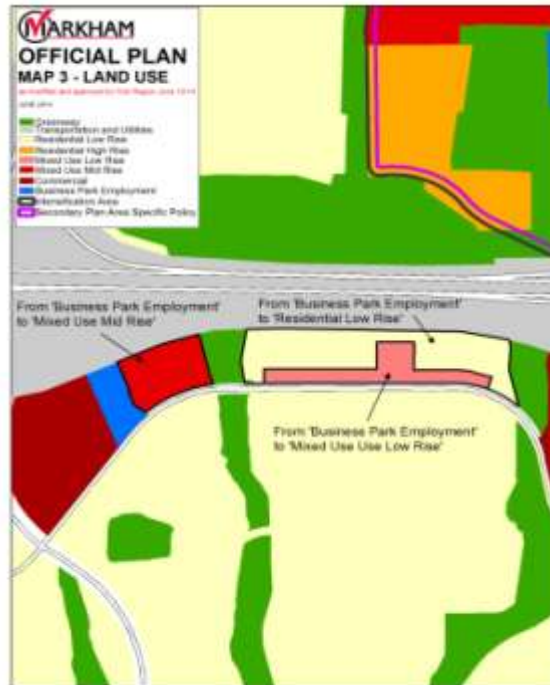 MARKHAM
OFFICIAL PLAN
MAP 3 - LAND USE
Greenway
Transportation and Utilities
Residential Low Rise
Residential High Rise
Mixed Use Low Rise
Mixed Use Mid Rise
Commercial
Business Park Employment
Intensification Area
Secondary Plan Area Specific Policy
From 'Business Park Employment'
to 'Mixed Use Mid Rise'
From 'Business Park Employment'
to 'Residential Low Rise'
From 'Business Park Employment'
to 'Mixed Use Use Low Rise'